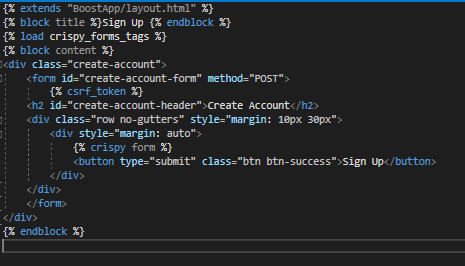 {% extends "BoostApp/layout.html" %}
{% block title %}Sign Up {% endblock %}
{% load crispy_forms_tags %}
{% block content %}
<div class="create-account">
    <form id="create-account-form" method="POST">
        {% csrf_token %}
    <h2 id="create-account-header">Create Account</h2>
    <div class="row no-gutters" style="margin: 10px 30px">
        <div style="margin: auto">
            {% crispy form %}
            <button type="submit" class="btn btn-success">Sign Up</button>
        </div>
    </div>
    </form>
</div>
{% endblock %}